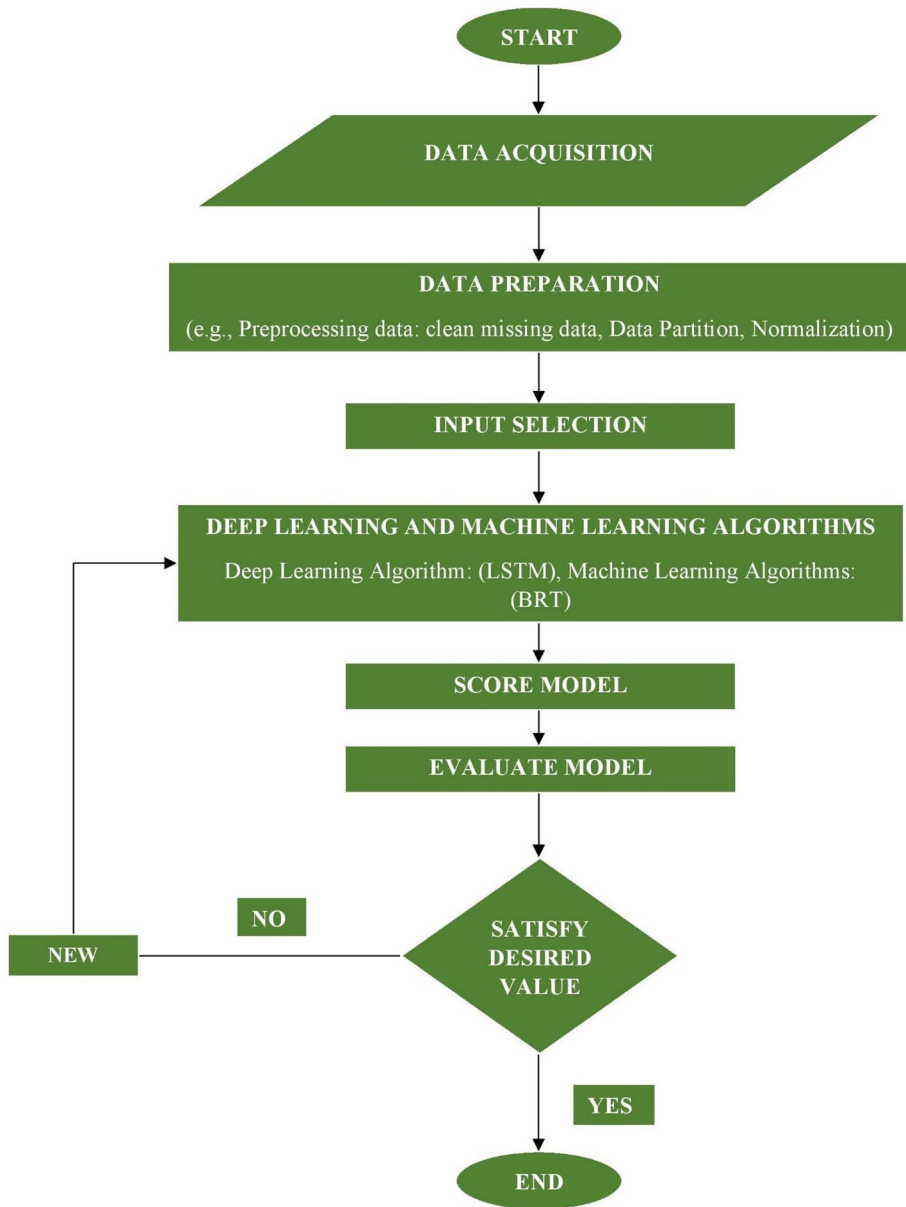 START
DATA ACQUISITION
DATA PREPARATION
(e.g., Preprocessing data: clean missing data, Data Partition, Normalization)
INPUT SELECTION
DEEP LEARNING AND MACHINE LEARNING ALGORITHMS
Deep Learning Algorithm: (LSTM), Machine Learning Algorithms:
(BRT)
SCORE MODEL
EVALUATE MODEL
SATISFY
DESIRED
VALUE
NO
NEW
YES
END